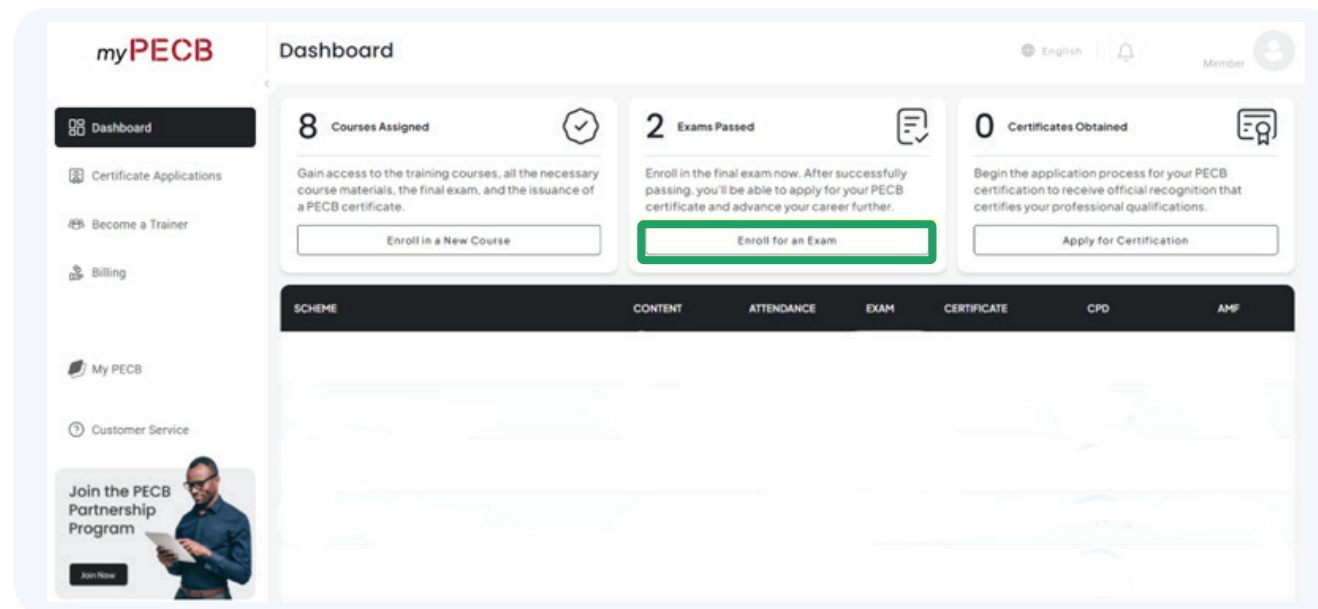 myPECB
Dashboard
English
Member
Dashboard
Certificate Applications
Become a Trainer
Billing
My PECB
Customer Service
Join the PECB
Partnership
Program
Join Now
8 Courses Assigned
Gain access to the training courses, all the necessary
course materials, the final exam, and the issuance of
a PECB certificate.
Enroll in a New Course
2 Exams Passed
Enroll in the final exam now. After successfully
passing, you'll be able to apply for your PECB
certificate and advance your career further.
Enroll for an Exam
0 Certificates Obtained
Begin the application process for your PECB
certification to receive official recognition that
certifies your professional qualifications.
Apply for Certification
SCHEME CONTENT ATTENDANCE EXAM CERTIFICATE CPD AMF